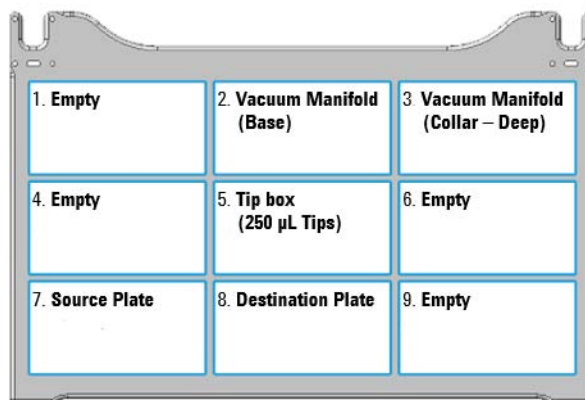 1. Empty
2. Vacuum Manifold
(Base)
3. Vacuum Manifold
(Collar – Deep)
4. Empty
5. Tip box
(250 µL Tips)
6. Empty
7. Source Plate
8. Destination Plate
9. Empty